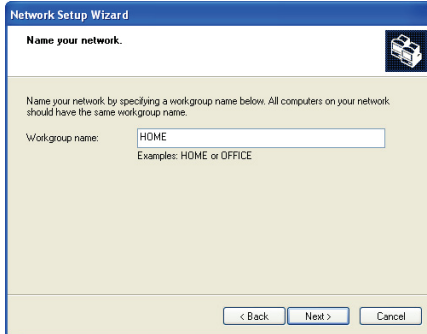 Network Setup Wizard
Name your network.
Name your network by specifying a workgroup name below. All computers on your network
should have the same workgroup name.
Workgroup name:
HOME
Examples: HOME or OFFICE
< Back
Next >
Cancel